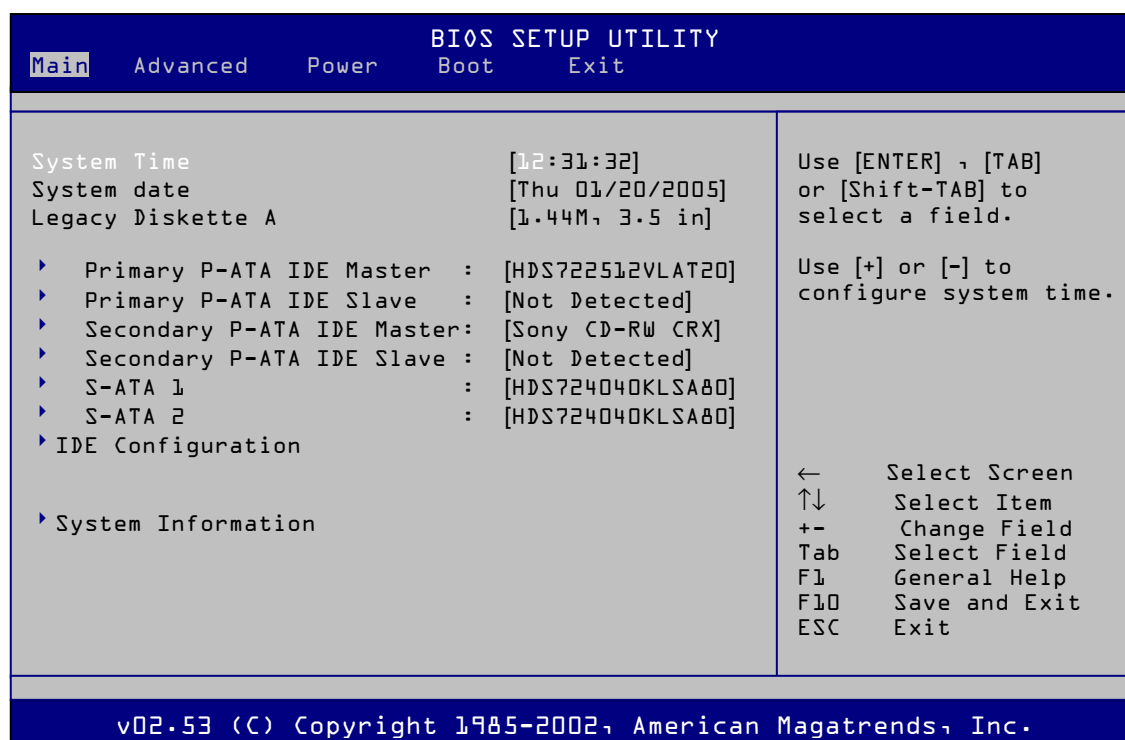 BIOS SETUP UTILITY
Main Advanced Power Boot Exit
System Time [12:31:32]
System date [Thu 01/20/2005]
Legacy Diskette A [1.44M, 3.5 in]
Primary P-ATA IDE Master : [HDS722512VLAT20]
Primary P-ATA IDE Slave : [Not Detected]
Secondary P-ATA IDE Master: [Sony CD-RW CRX]
Secondary P-ATA IDE Slave : [Not Detected]
S-ATA 1 : [HDS724040KLSA80]
S-ATA 2 : [HDS724040KLSA80]
IDE Configuration
System Information
Use [ENTER] , [TAB]
or [Shift-TAB] to
select a field.
Use [+] or [-] to
configure system time.
← Select Screen
↑↓ Select Item
+- Change Field
Tab Select Field
F1 General Help
F10 Save and Exit
ESC Exit
v02.53 (C) Copyright 1985-2002, American Magatrends, Inc.